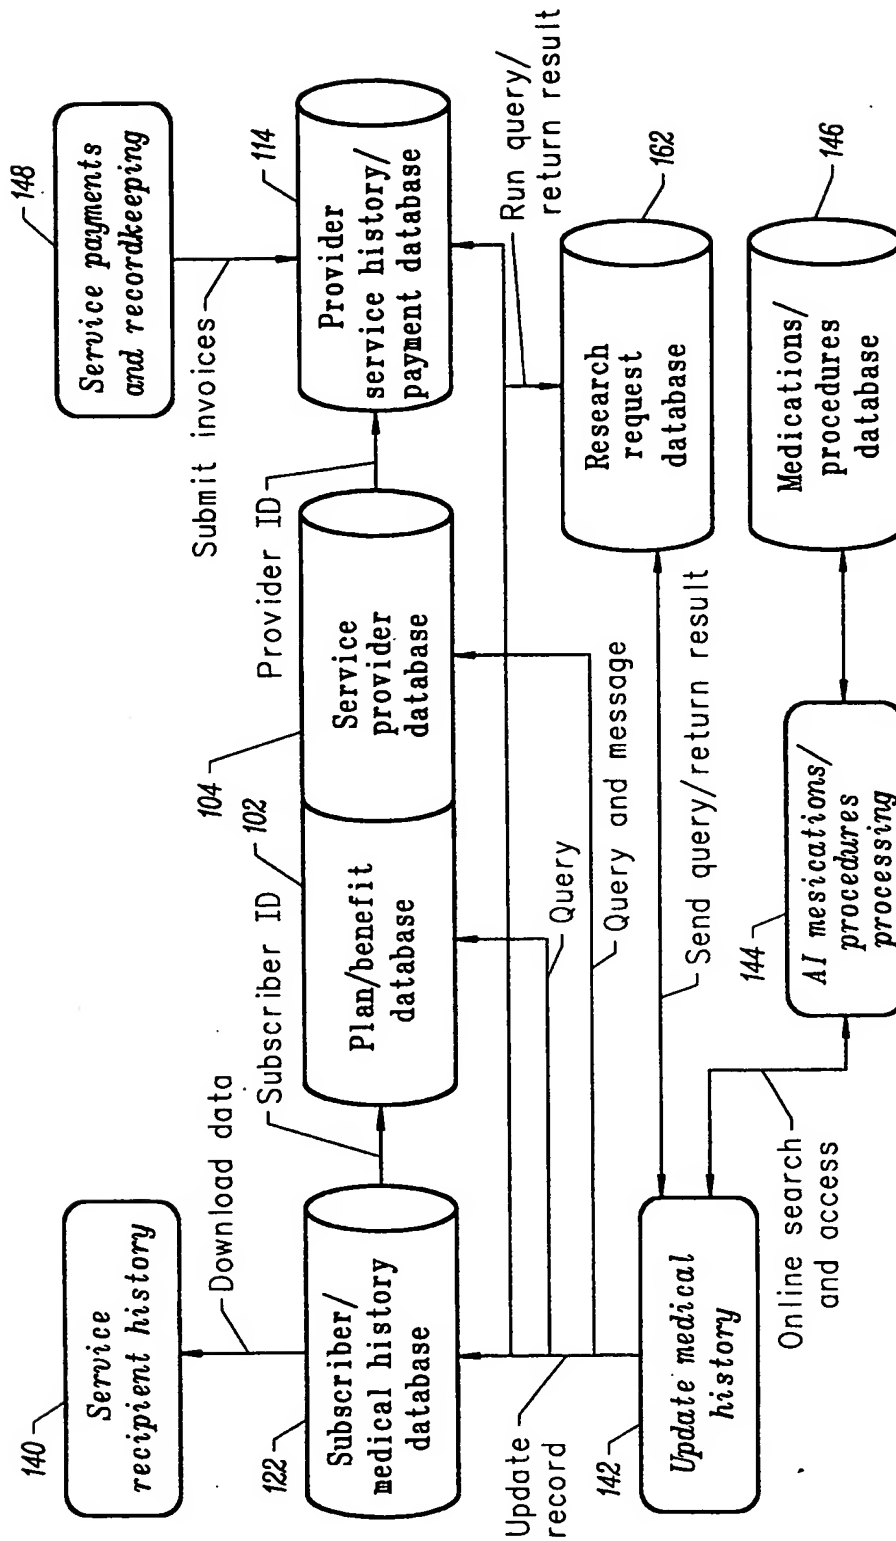 140
Service
recipient history
Download data
122
Subscriber/
medical history
database
Subscriber ID
102
Plan/benefit
database
104
Service
provider
database
Provider ID
148
Service payments
and recordkeeping
Submit invoices
114
Provider
service history/
payment database
Update
record
Query
Query and message
Run query/
return result
142
Update medical
history
Send query/return result
162
Research
request
database
Online search
and access
144
AI mesications/
procedures
processing
146
Medications/
procedures
database